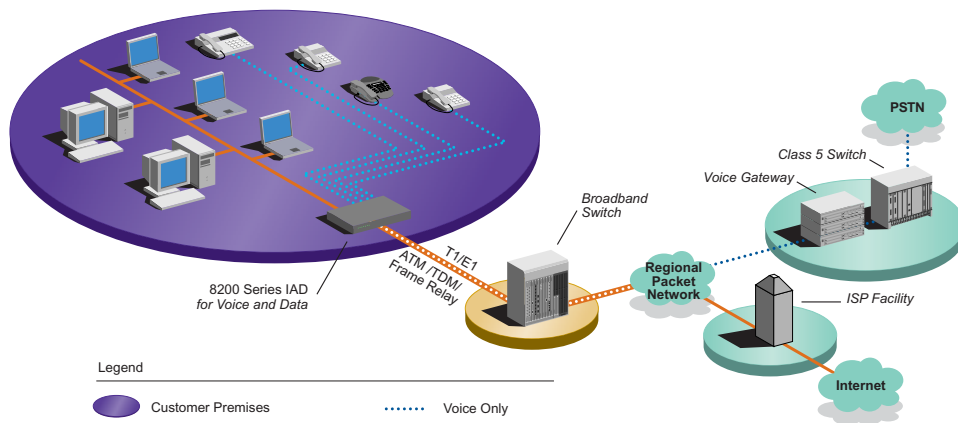 PSTN
Class 5 Switch
Voice Gateway
Broadband
Switch
T1/E1
ATM /TDM/
Frame Relay
8200 Series IAD
for Voice and Data
Regional
Packet
Network
ISP Facility
Internet
Legend
Customer Premises
Voice Only